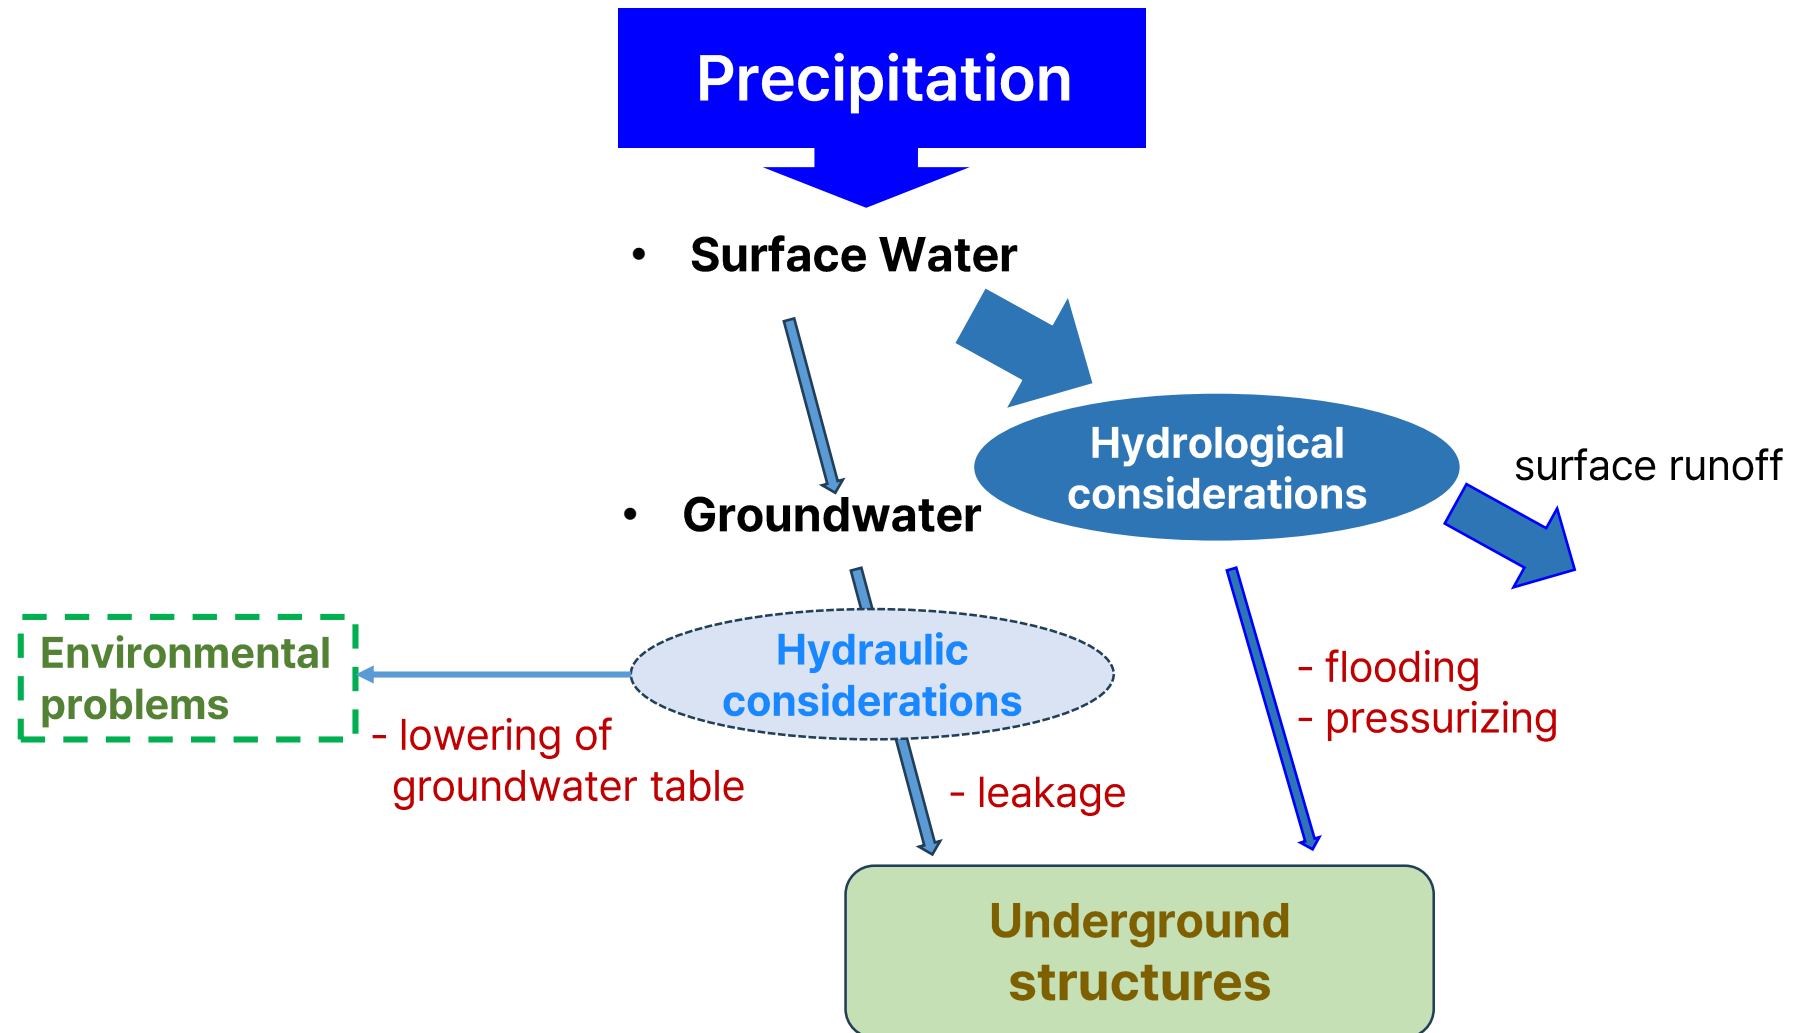 Precipitation
• Surface Water
Hydrological
considerations
surface runoff
• Groundwater
Environmental
problems
Hydraulic
considerations
- flooding
- pressurizing
- lowering of
groundwater table
- leakage
Underground
structures